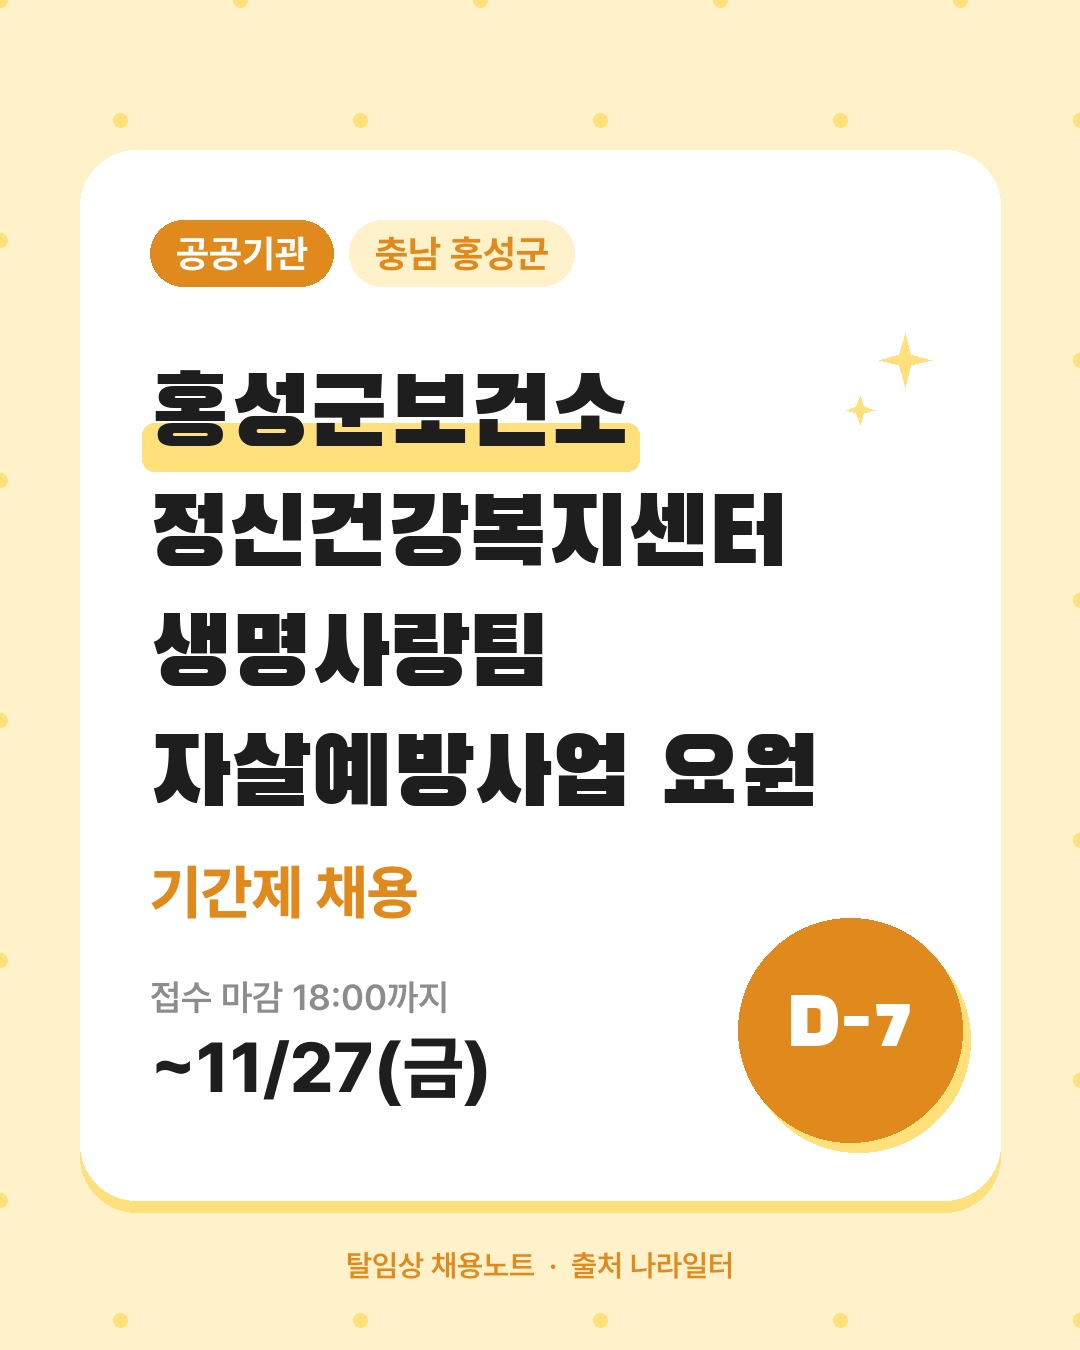 공공기관 충남 홍성군
홍성군보건소
정신건강복지센터
생명사랑팀
자살예방사업 요원
기간제 채용
접수 마감 18:00까지
~11/27(금)
D-7
탈임상 채용노트 · 출처 나라일터